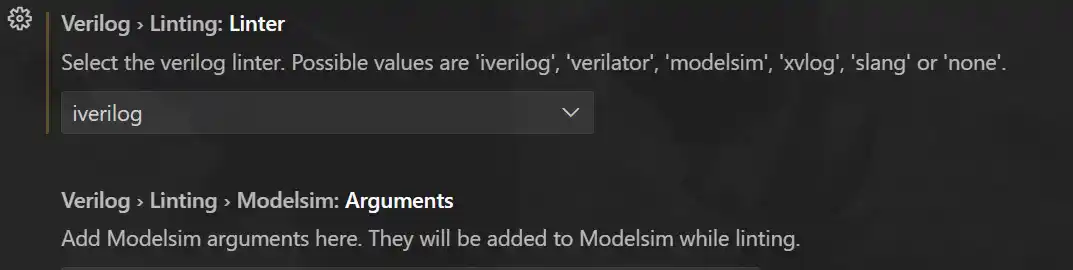 Verilog › Linting: Linter
Select the verilog linter. Possible values are 'iverilog', 'verilator', 'modelsim', 'xvlog', 'slang' or 'none'.
iverilog
Verilog › Linting › Modelsim: Arguments
Add Modelsim arguments here. They will be added to Modelsim while linting.